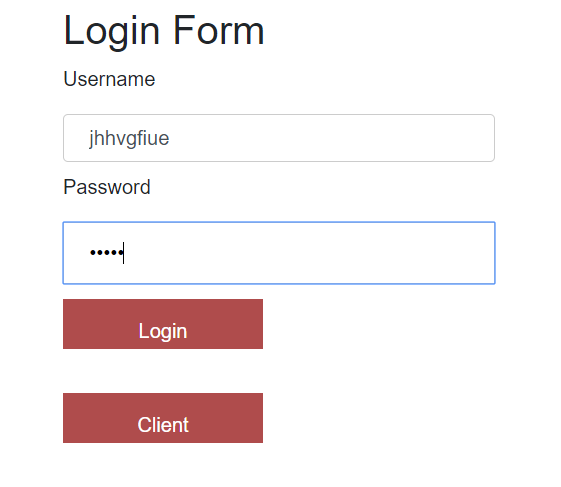 Login Form
Username
jhhvgfiue
Password
•••••
Login
Client